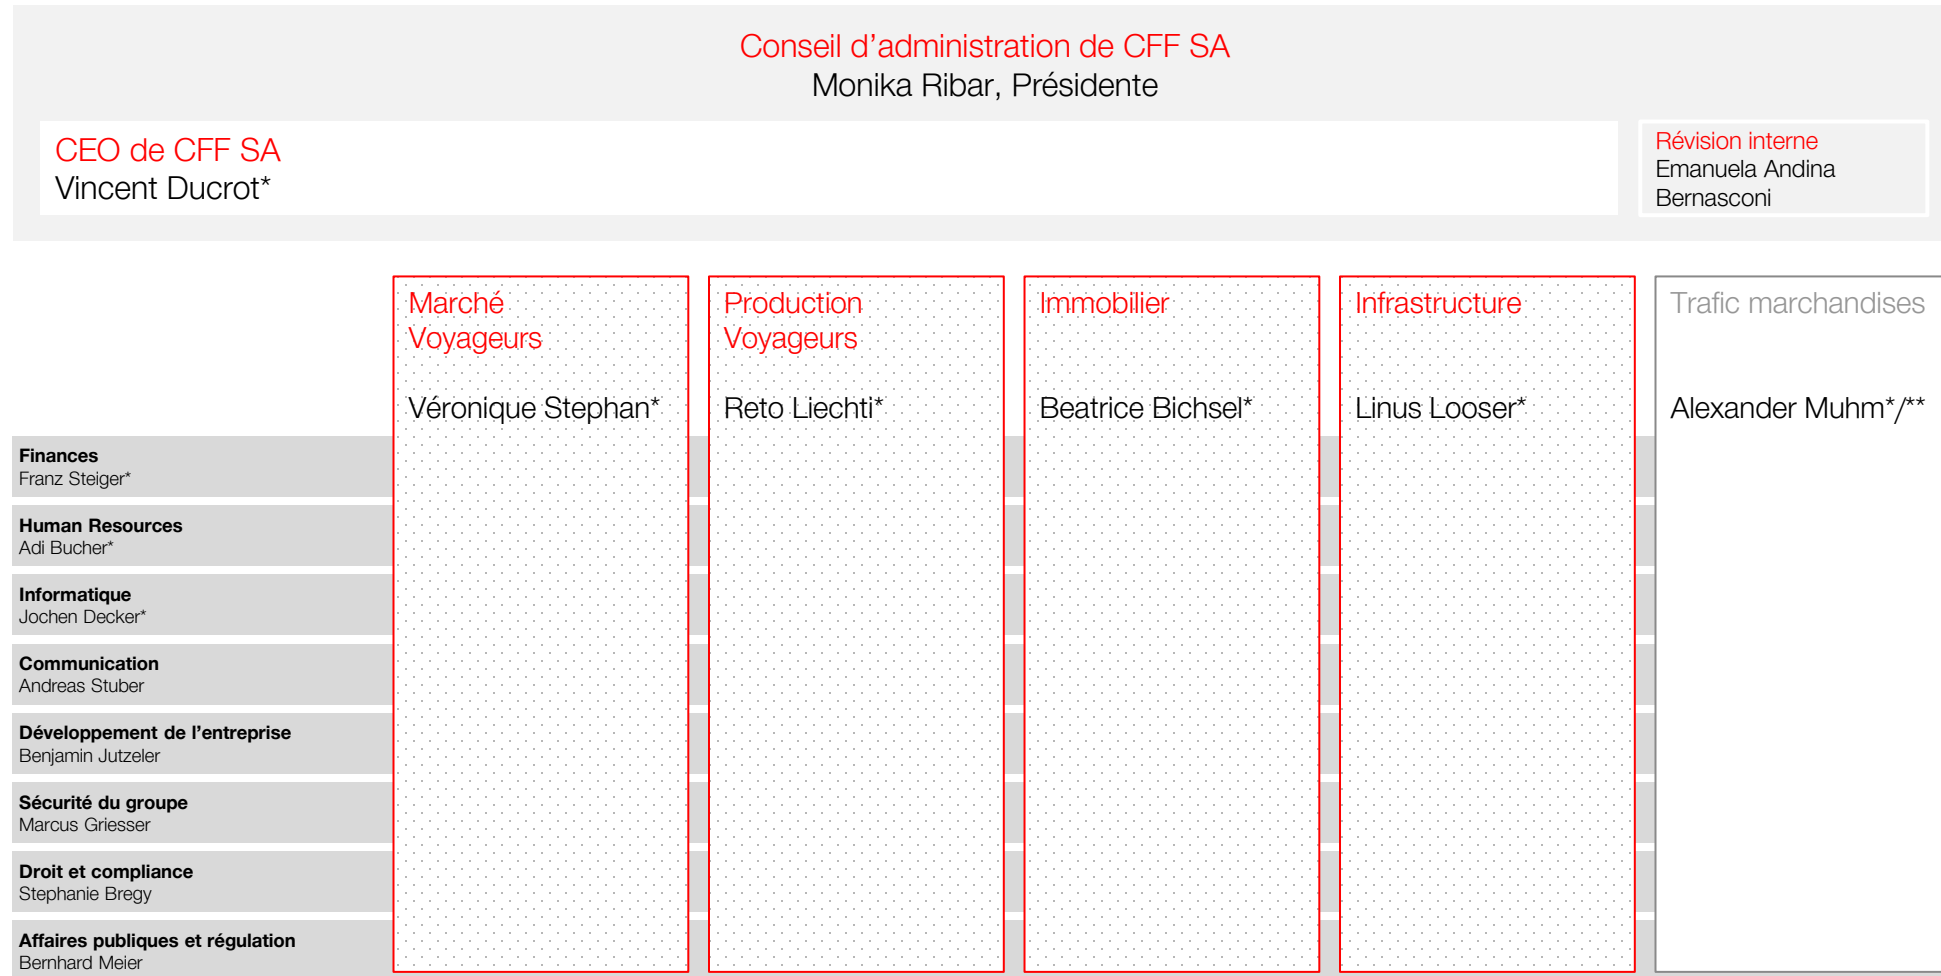 Conseil d’administration de CFF SA
Monika Ribar, Présidente
CEO de CFF SA
Vincent Ducrot*
Révision interne
Emanuela Andina
Bernasconi
Marché
Voyageurs
Véronique Stephan*
Production
Voyageurs
Reto Liechti*
Immobilier
Beatrice Bichsel*
Infrastructure
Linus Looser*
Trafic marchandises
Alexander Muhm*/**
Finances
Franz Steiger*
Human Resources
Adi Bucher*
Informatique
Jochen Decker*
Communication
Andreas Stuber
Développement de l’entreprise
Benjamin Jutzeler
Sécurité du groupe
Marcus Griesser
Droit et compliance
Stephanie Bregy
Affaires publiques et régulation
Bernhard Meier